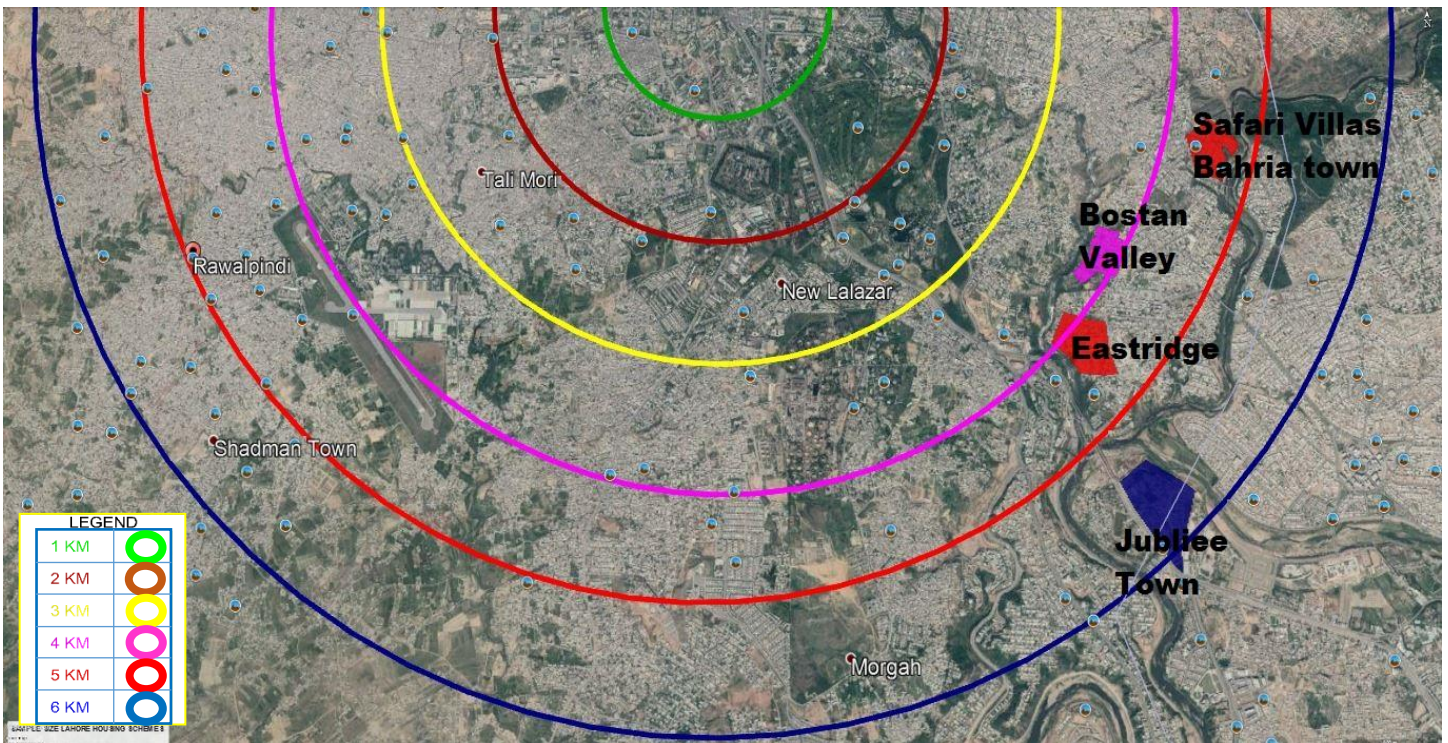 N
Safari Villas
Bahria town
Tali Mori
Bostan
Valley
Rawalpindi
New Lalazar
Eastridge
Shadman Town
LEGEND
1 KM
2 KM
3 KM
4 KM
5 KM
6 KM
Jubliee
Town
Morgah
SAMPLE SIZE LAHORE HOUSING SCHEMES